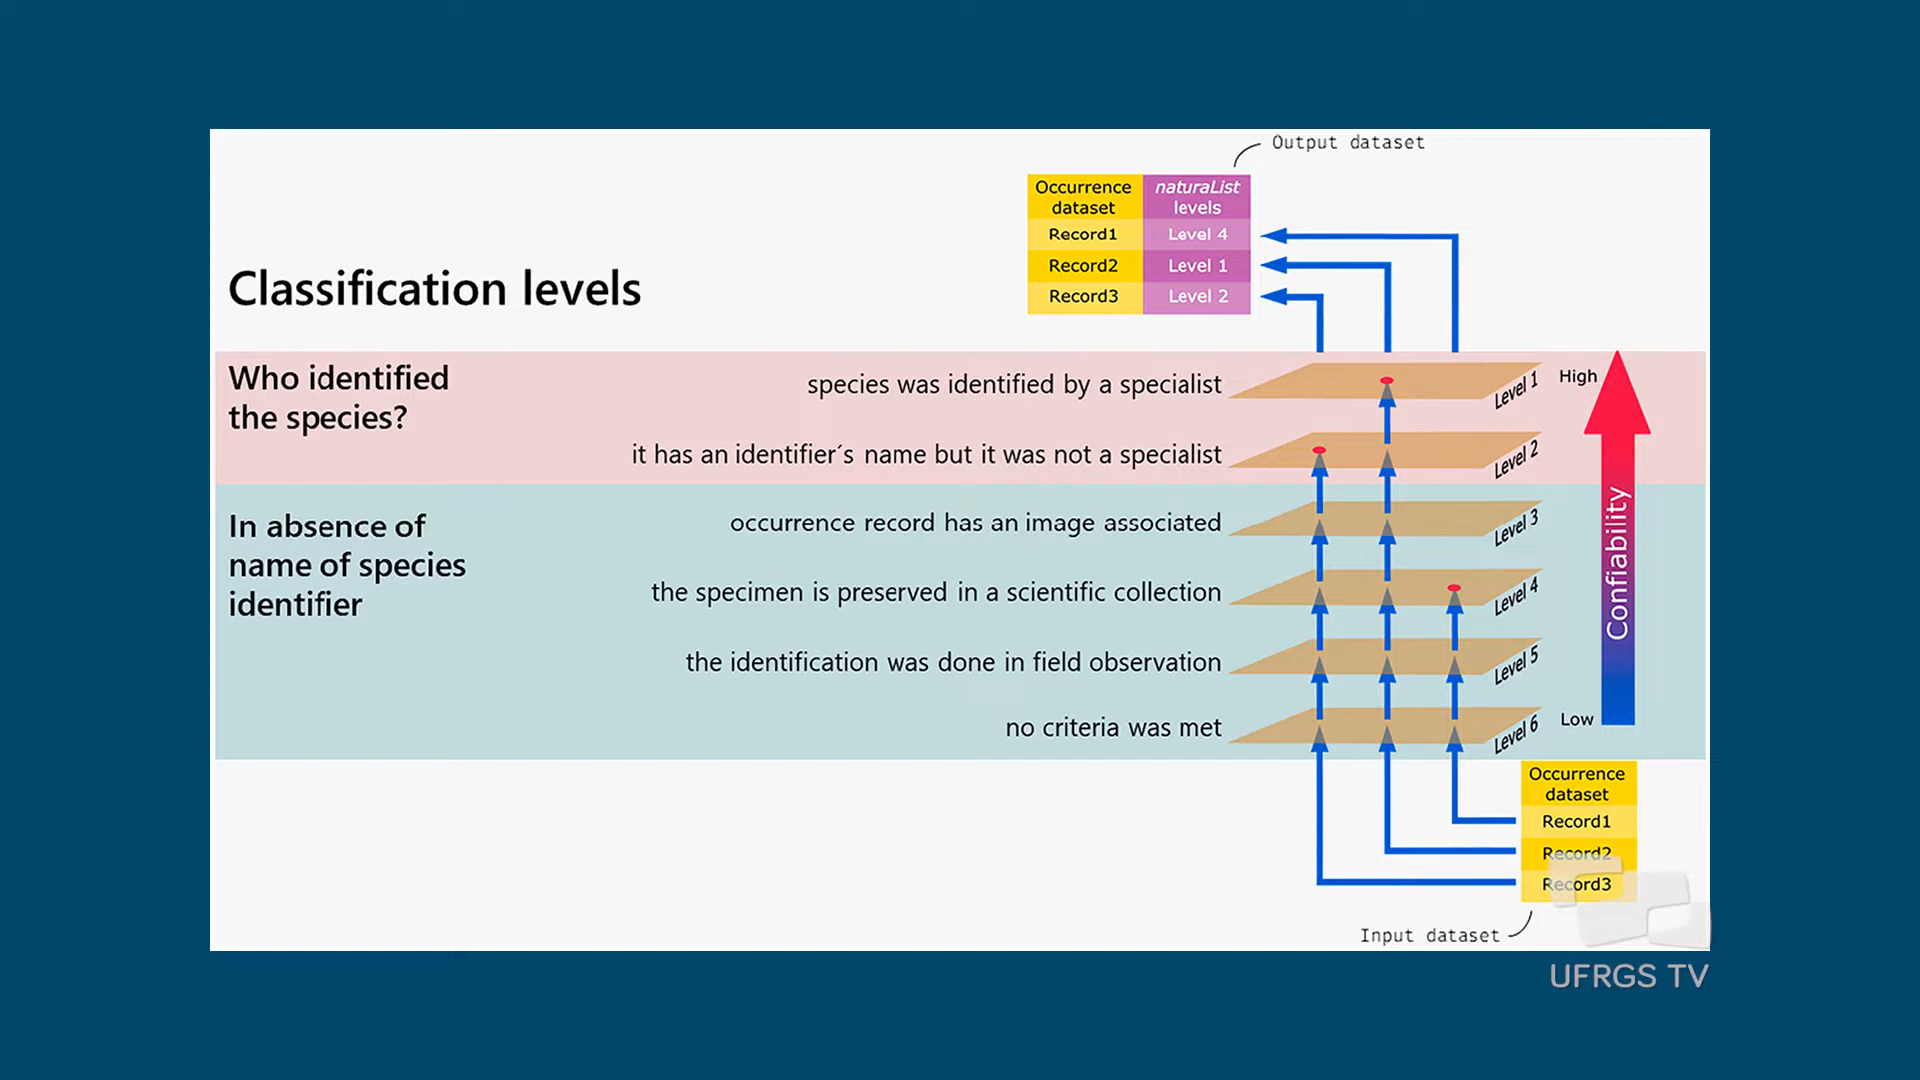 Output dataset
Occurrence dataset
naturaList levels
Record1 Level 4
Record2 Level 1
Record3 Level 2
Classification levels
Who identified
the species?
species was identified by a specialist
Level 1
High
it has an identifier´s name but it was not a specialist
Level 2
In absence of
name of species
identifier
occurrence record has an image associated
Level 3
the specimen is preserved in a scientific collection
Level 4
the identification was done in field observation
Level 5
no criteria was met
Level 6
Low
Confiability
Occurrence
dataset
Record1
Record2
Record3
Input dataset
UFRGS TV